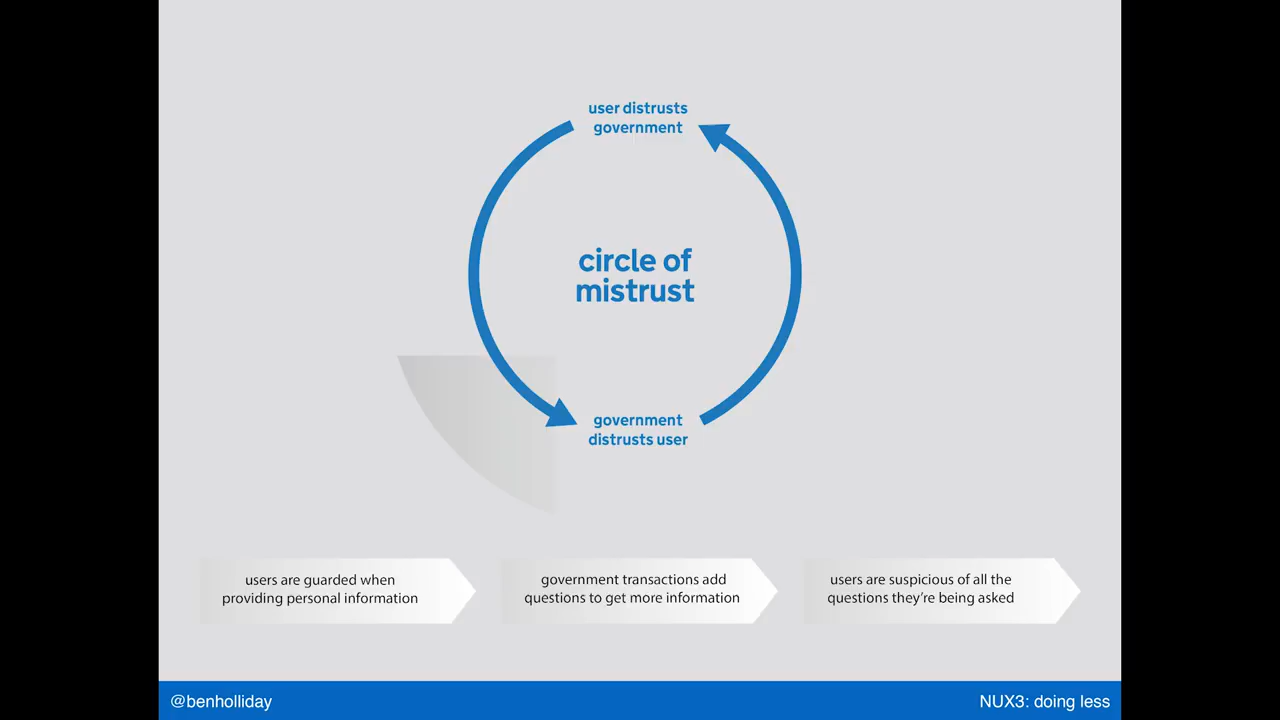 user distrusts
government
circle of
mistrust
government
distrusts user
users are guarded when
providing personal information
government transactions add
questions to get more information
users are suspicious of all the
questions they're being asked
@benholliday
NUX3: doing less